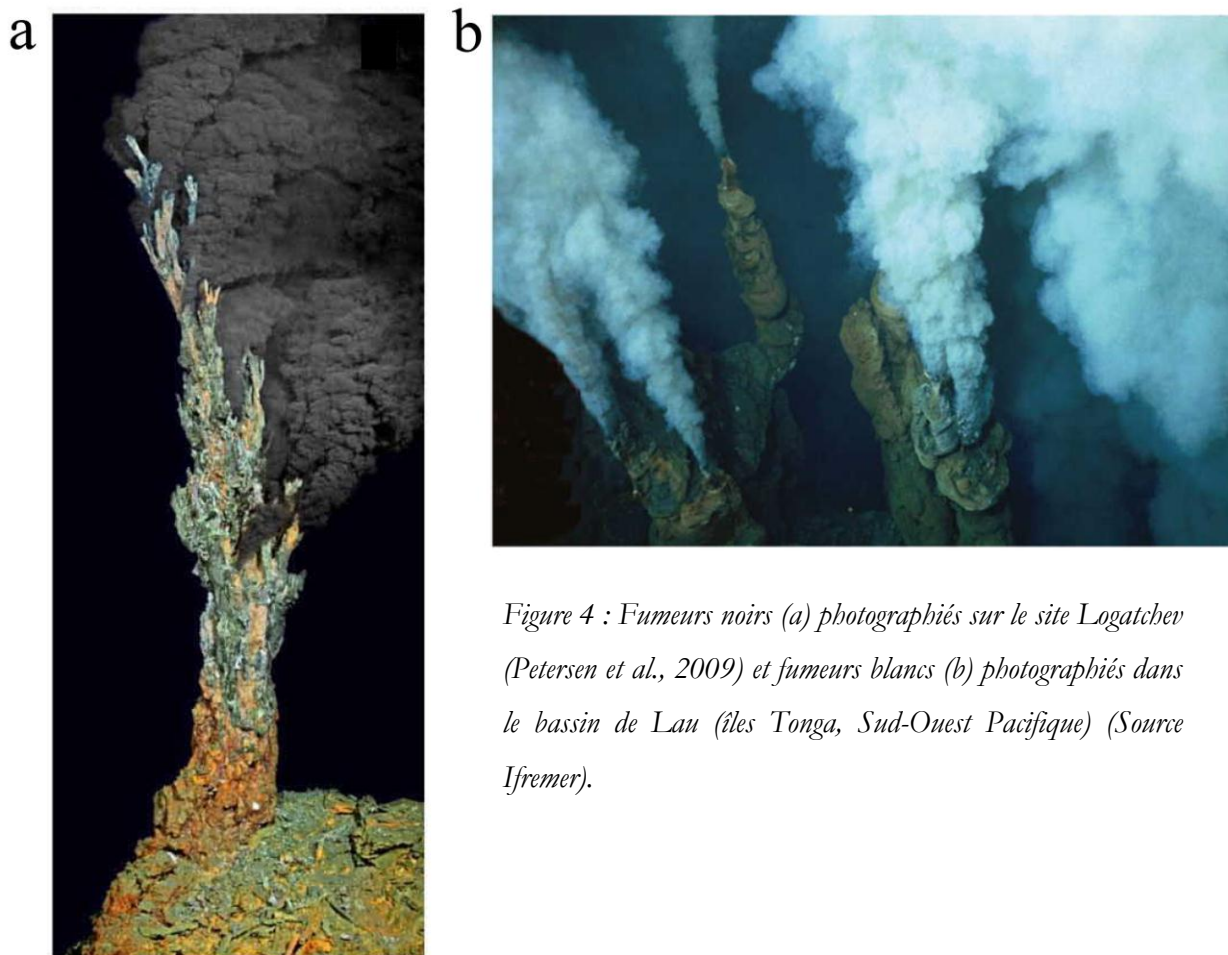 a
b
Figure 4 : Fumeurs noirs (a) photographiés sur le site Logatchev
(Petersen et al., 2009) et fumeurs blancs (b) photographiés dans
le bassin de Lau (îles Tonga, Sud-Ouest Pacifique) (Source
Ifremer).